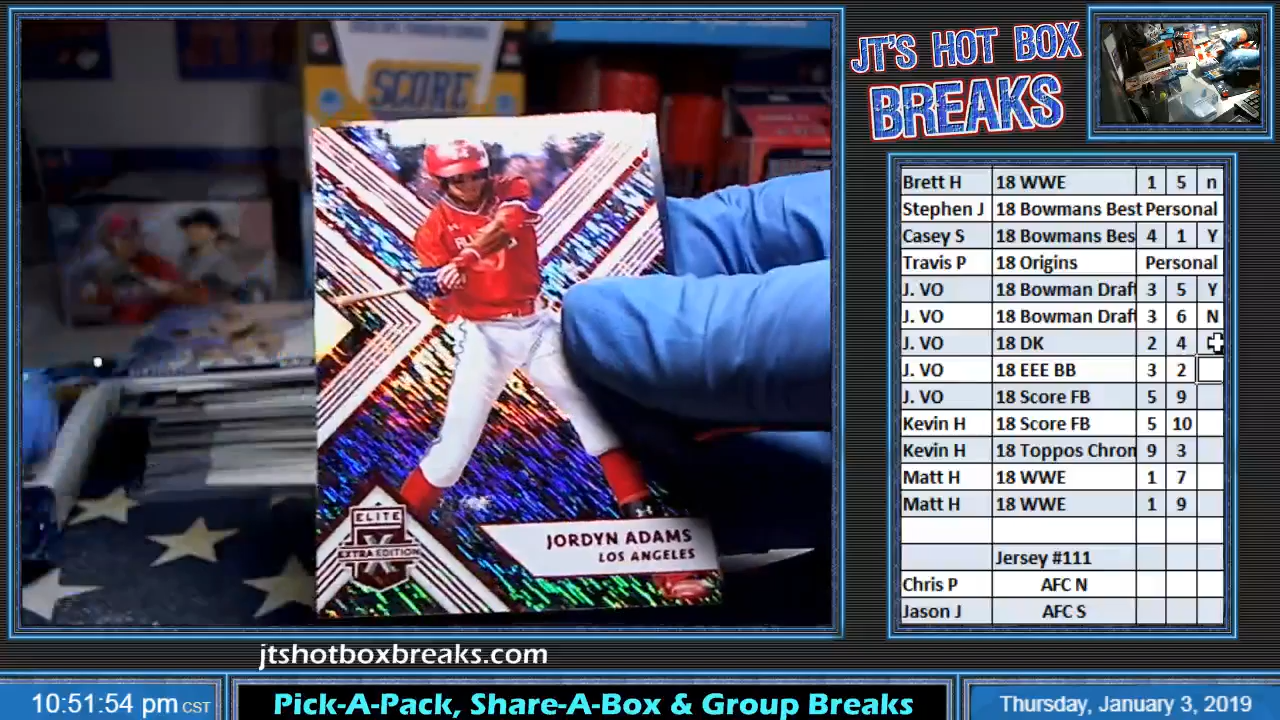 SCORE
ELITE
EXTRA EDITION
JORDYN ADAMS
LOS ANGELES
JT'S HOT BOX
BREAKS
Brett H 18 WWE 1 5 n
Stephen J 18 Bowmans Best Personal
Casey S 18 Bowmans Bes 4 1 Y
Travis P 18 Origins Personal
J. VO 18 Bowman Draft 3 5 Y
J. VO 18 Bowman Draft 3 6 N
J. VO 18 DK 2 4
J. VO 18 EEE BB 3 2
J. VO 18 Score FB 5 9
Kevin H 18 Score FB 5 10
Kevin H 18 Toppos Chrom 9 3
Matt H 18 WWE 1 7
Matt H 18 WWE 1 9
Jersey #111
Chris P AFC N
Jason J AFC S
jtshotboxbreaks.com
10:51:54 pm CST
Pick-A-Pack, Share-A-Box & Group Breaks
Thursday, January 3, 2019